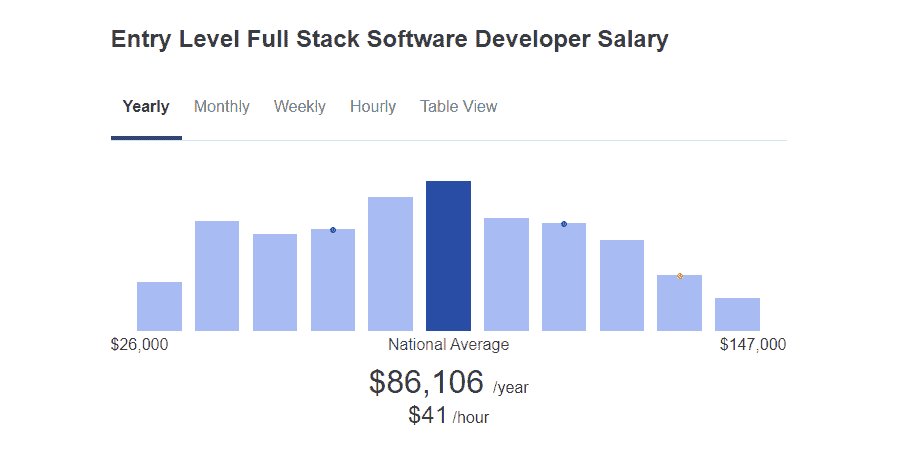 Entry Level Full Stack Software Developer Salary
Yearly Monthly Weekly Hourly Table View
$26,000 National Average $147,000
$86,106 /year
$41 /hour